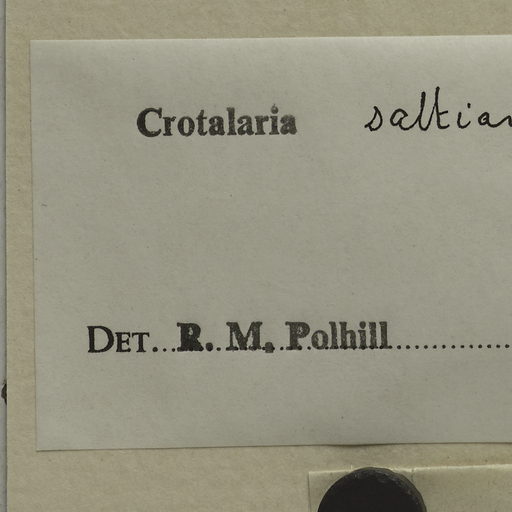 Crotalaria saltian
DET. R. M. Polhill